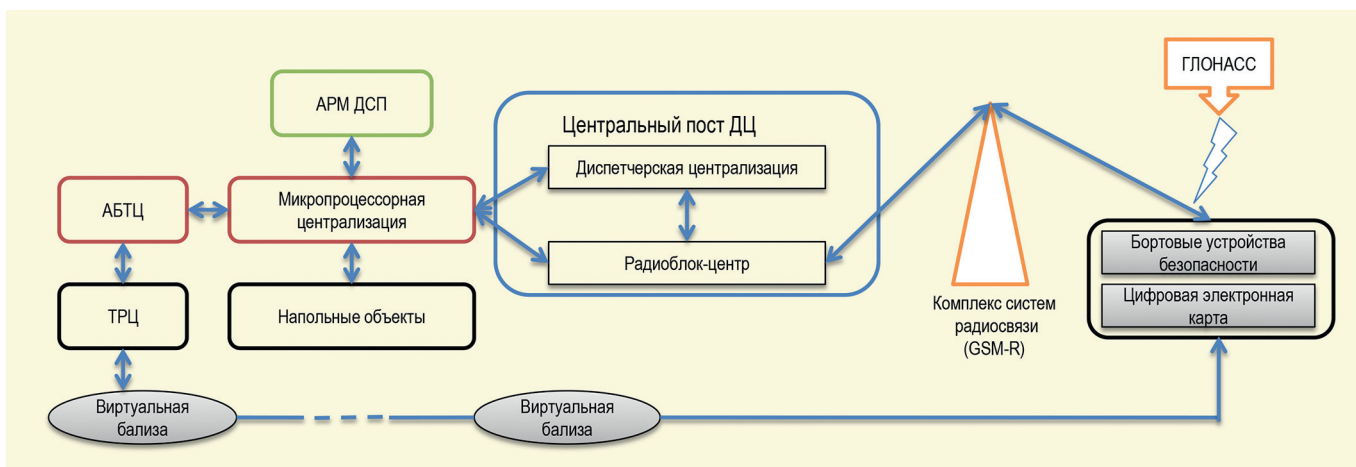 ГЛОНАСС
АРМ ДСП
Центральный пост ДЦ
Диспетчерская централизация
АБТЦ
Микропроцессорная
централизация
Радиоблок-центр
Бортовые устройства
безопасности
Цифровая электронная
карта
ТРЦ
Напольные объекты
Комплекс систем
радиосвязи
(GSM-R)
Виртуальная
бализа
Виртуальная
бализа